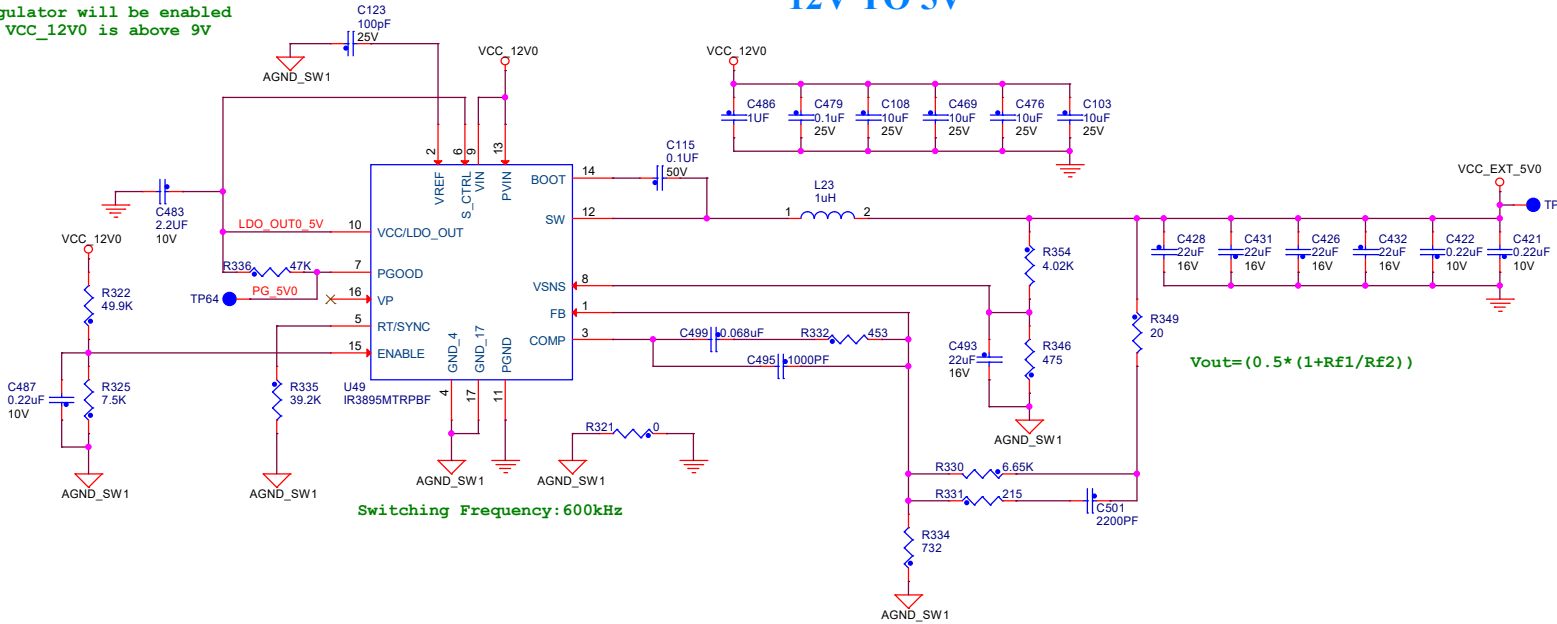 12V TO 5V
gulator will be enabled
VCC_12V0 is above 9V
C123
100pF
25V
AGND_SW1
VCC_12V0
VCC_12V0
C486
1UF
C479
0.1uF
25V
C108
10uF
25V
C469
10uF
25V
C476
10uF
25V
C103
10uF
25V
2
6
9
13
VREF
S_CTRL
VIN
PVIN
C115
0.1UF
50V
BOOT
14
SW
12
L23
1uH
1
2
VCC_EXT_5V0
TP
C483
2.2UF
10V
LDO_OUT0_5V
10
VCC/LDO_OUT
R336
47K
7
PGOOD
TP64
PG_5V0
16
VP
5
RT/SYNC
15
ENABLE
VCC_12V0
R322
49.9K
C487
0.22uF
10V
R325
7.5K
AGND_SW1
R335
39.2K
AGND_SW1
U49
IR3895MTRPBF
GND_4
GND_17
PGND
4
17
11
AGND_SW1
VSNS
8
FB
1
COMP
3
C499
0.068uF
R332
453
C495
1000PF
R321
0
AGND_SW1
R354
4.02K
C493
22uF
16V
R346
475
AGND_SW1
R349
20
C428
22uF
16V
C431
22uF
16V
C426
22uF
16V
C432
22uF
16V
C422
0.22uF
10V
C421
0.22uF
10V
Vout=(0.5*(1+Rf1/Rf2))
R330
6.65K
R331
215
C501
2200PF
R334
732
AGND_SW1
Switching Frequency:600kHz